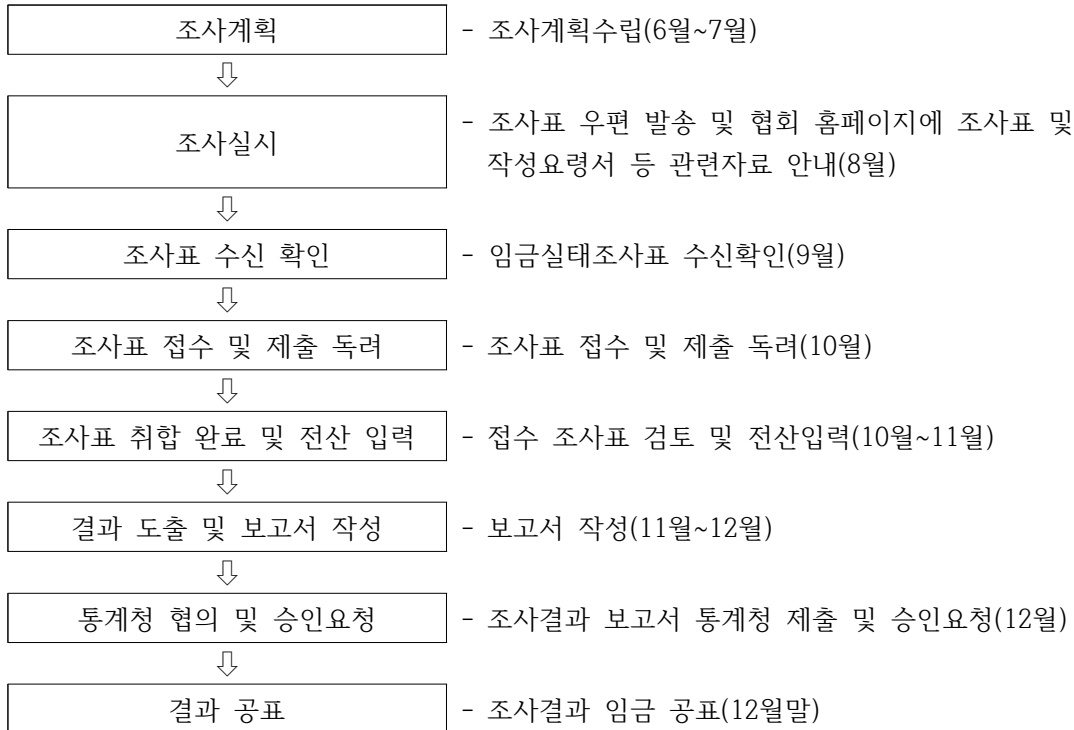 조사계획 - 조사계획수립(6월~7월)
⇩
조사실시 - 조사표 우편 발송 및 협회 홈페이지에 조사표 및
작성요령서 등 관련자료 안내(8월)
⇩
조사표 수신 확인 - 임금실태조사표 수신확인(9월)
⇩
조사표 접수 및 제출 독려 - 조사표 접수 및 제출 독려(10월)
⇩
조사표 취합 완료 및 전산 입력 - 접수 조사표 검토 및 전산입력(10월~11월)
⇩
결과 도출 및 보고서 작성 - 보고서 작성(11월~12월)
⇩
통계청 협의 및 승인요청 - 조사결과 보고서 통계청 제출 및 승인요청(12월)
⇩
결과 공표 - 조사결과 임금 공표(12월말)